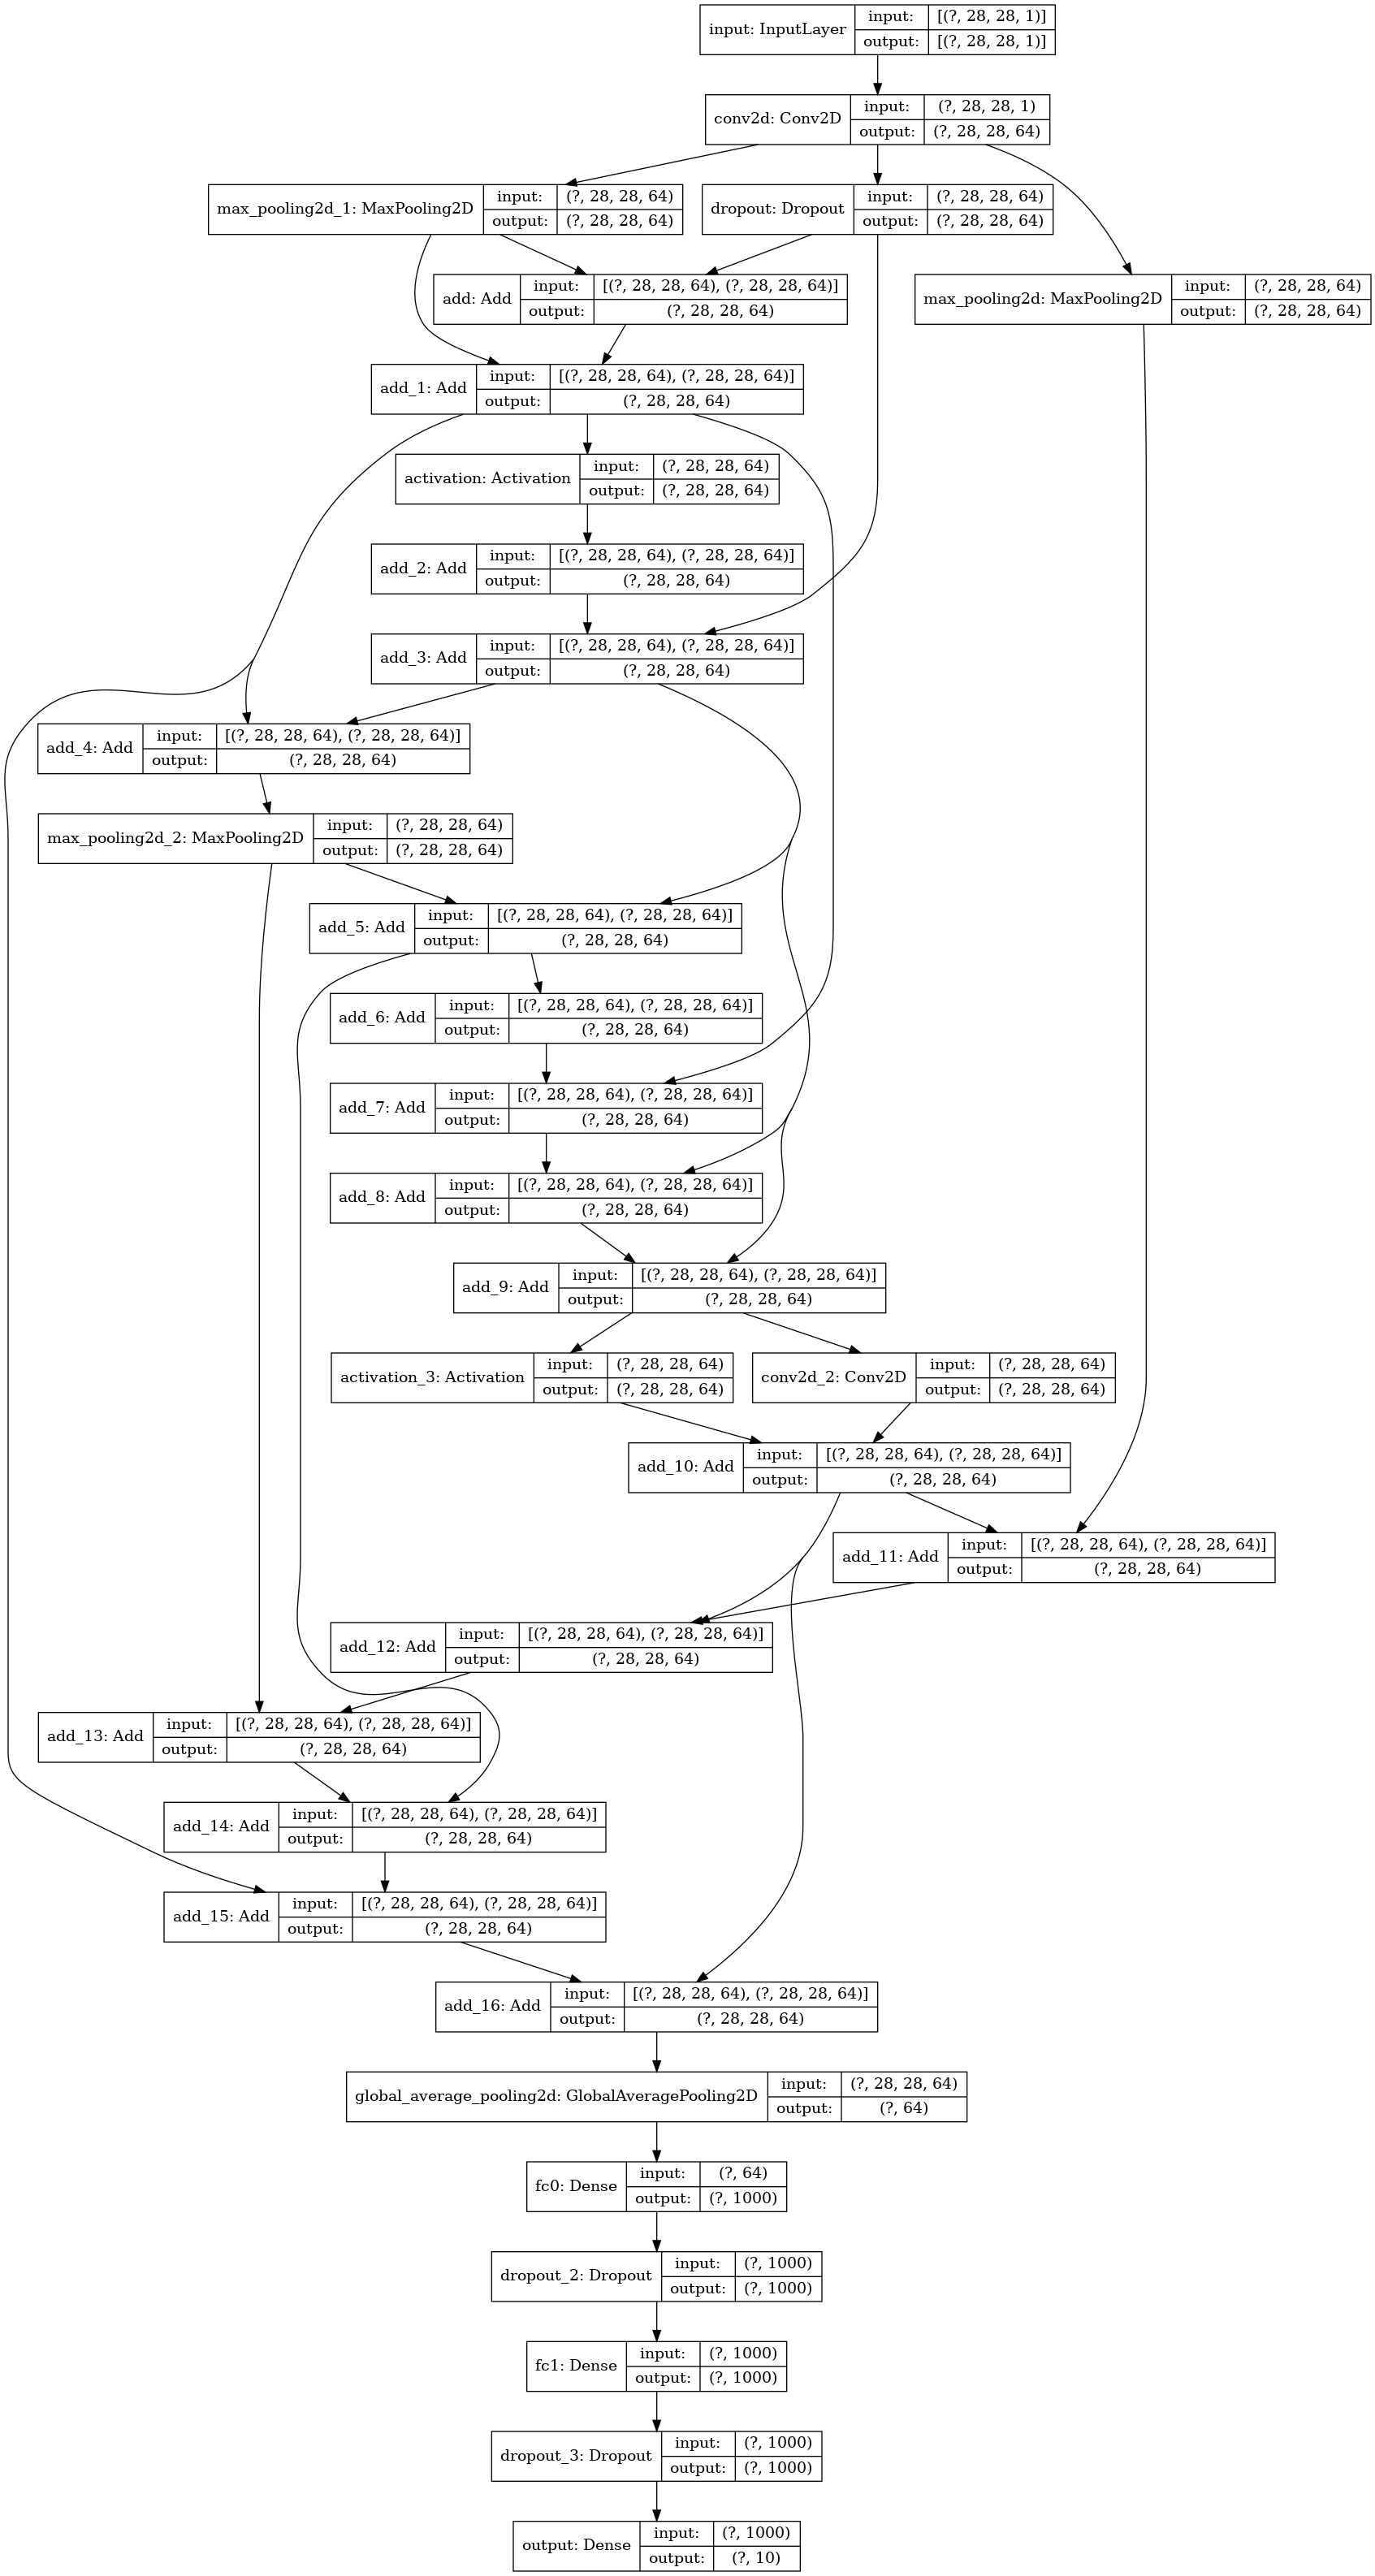 input: InputLayer
input: [(?, 28, 28, 1)]
output: [(?, 28, 28, 1)]
conv2d: Conv2D
input: (?, 28, 28, 1)
output: (?, 28, 28, 64)
max_pooling2d_1: MaxPooling2D
input: (?, 28, 28, 64)
output: (?, 28, 28, 64)
dropout: Dropout
input: (?, 28, 28, 64)
output: (?, 28, 28, 64)
add: Add
input: [(?, 28, 28, 64), (?, 28, 28, 64)]
output: (?, 28, 28, 64)
max_pooling2d: MaxPooling2D
input: (?, 28, 28, 64)
output: (?, 28, 28, 64)
add_1: Add
input: [(?, 28, 28, 64), (?, 28, 28, 64)]
output: (?, 28, 28, 64)
activation: Activation
input: (?, 28, 28, 64)
output: (?, 28, 28, 64)
add_2: Add
input: [(?, 28, 28, 64), (?, 28, 28, 64)]
output: (?, 28, 28, 64)
add_3: Add
input: [(?, 28, 28, 64), (?, 28, 28, 64)]
output: (?, 28, 28, 64)
add_4: Add
input: [(?, 28, 28, 64), (?, 28, 28, 64)]
output: (?, 28, 28, 64)
max_pooling2d_2: MaxPooling2D
input: (?, 28, 28, 64)
output: (?, 28, 28, 64)
add_5: Add
input: [(?, 28, 28, 64), (?, 28, 28, 64)]
output: (?, 28, 28, 64)
add_6: Add
input: [(?, 28, 28, 64), (?, 28, 28, 64)]
output: (?, 28, 28, 64)
add_7: Add
input: [(?, 28, 28, 64), (?, 28, 28, 64)]
output: (?, 28, 28, 64)
add_8: Add
input: [(?, 28, 28, 64), (?, 28, 28, 64)]
output: (?, 28, 28, 64)
add_9: Add
input: [(?, 28, 28, 64), (?, 28, 28, 64)]
output: (?, 28, 28, 64)
activation_3: Activation
input: (?, 28, 28, 64)
output: (?, 28, 28, 64)
conv2d_2: Conv2D
input: (?, 28, 28, 64)
output: (?, 28, 28, 64)
add_10: Add
input: [(?, 28, 28, 64), (?, 28, 28, 64)]
output: (?, 28, 28, 64)
add_11: Add
input: [(?, 28, 28, 64), (?, 28, 28, 64)]
output: (?, 28, 28, 64)
add_12: Add
input: [(?, 28, 28, 64), (?, 28, 28, 64)]
output: (?, 28, 28, 64)
add_13: Add
input: [(?, 28, 28, 64), (?, 28, 28, 64)]
output: (?, 28, 28, 64)
add_14: Add
input: [(?, 28, 28, 64), (?, 28, 28, 64)]
output: (?, 28, 28, 64)
add_15: Add
input: [(?, 28, 28, 64), (?, 28, 28, 64)]
output: (?, 28, 28, 64)
add_16: Add
input: [(?, 28, 28, 64), (?, 28, 28, 64)]
output: (?, 28, 28, 64)
global_average_pooling2d: GlobalAveragePooling2D
input: (?, 28, 28, 64)
output: (?, 64)
fc0: Dense
input: (?, 64)
output: (?, 1000)
dropout_2: Dropout
input: (?, 1000)
output: (?, 1000)
fc1: Dense
input: (?, 1000)
output: (?, 1000)
dropout_3: Dropout
input: (?, 1000)
output: (?, 1000)
output: Dense
input: (?, 1000)
output: (?, 10)